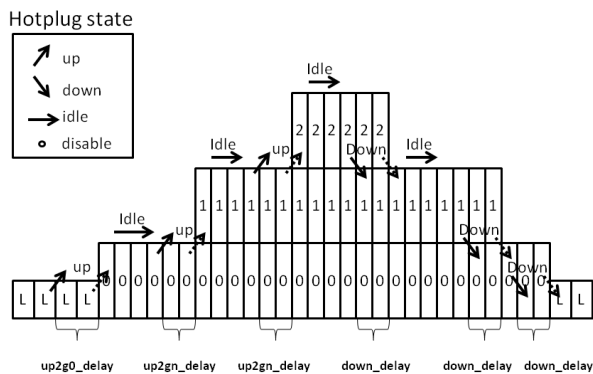 Hotplug state
up
down
idle
disable
Idle
2 2 2 2 2 2
Idle
up
Down
Idle
1 1 1 1 1 1 1 1 1 1 1 1 1 1 1 1 1 1 1
Idle
up
Down
up
Down
L L L L 0 0 0 0 0 0 0 0 0 0 0 0 0 0 0 0 0 0 0 0 0 0 0 0 0 0 0 0 L L
up2g0_delay up2gn_delay up2gn_delay down_delay down_delay down_delay